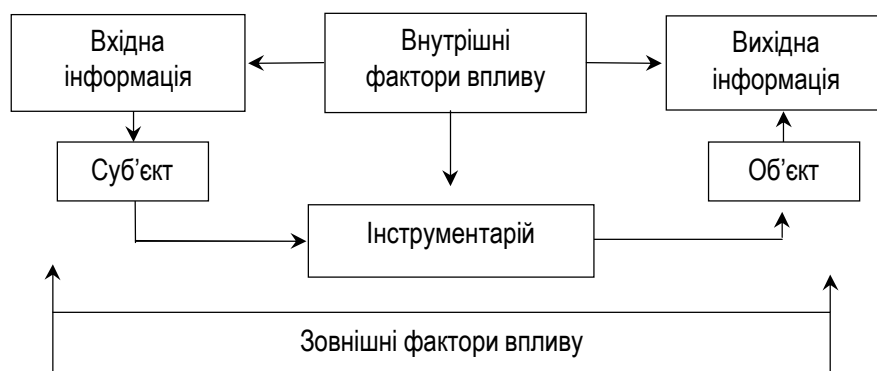 Вхідна
інформація
Внутрішні
фактори впливу
Вихідна
інформація
Суб’єкт
Об’єкт
Інструментарій
Зовнішні фактори впливу